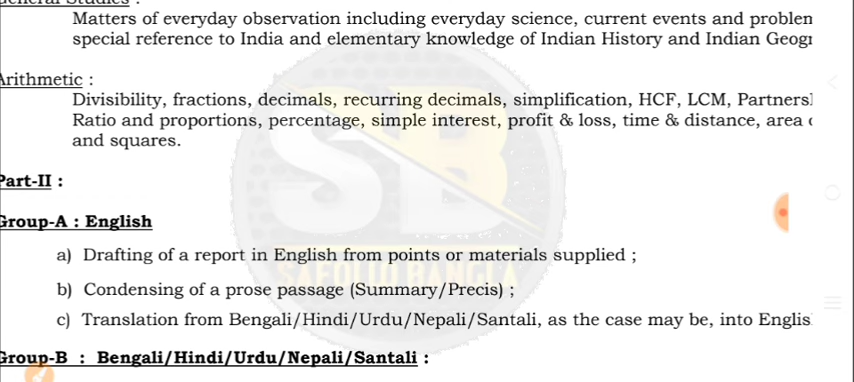 General Studies :
Matters of everyday observation including everyday science, current events and
special reference to India and elementary knowledge of Indian History and Indian
Arithmetic :
Divisibility, fractions, decimals, recurring decimals, simplification, HCF, LCM,
Ratio and proportions, percentage, simple interest, profit & loss, time & distance, area
and squares.
Part-II :
Group-A : English
a) Drafting of a report in English from points or materials supplied ;
b) Condensing of a prose passage (Summary/Precis) ;
SAFOLLO BANGLA
c) Translation from Bengali/Hindi/Urdu/Nepali/Santali, as the case may be, into
Group-B : Bengali/Hindi/Urdu/Nepali/Santali :